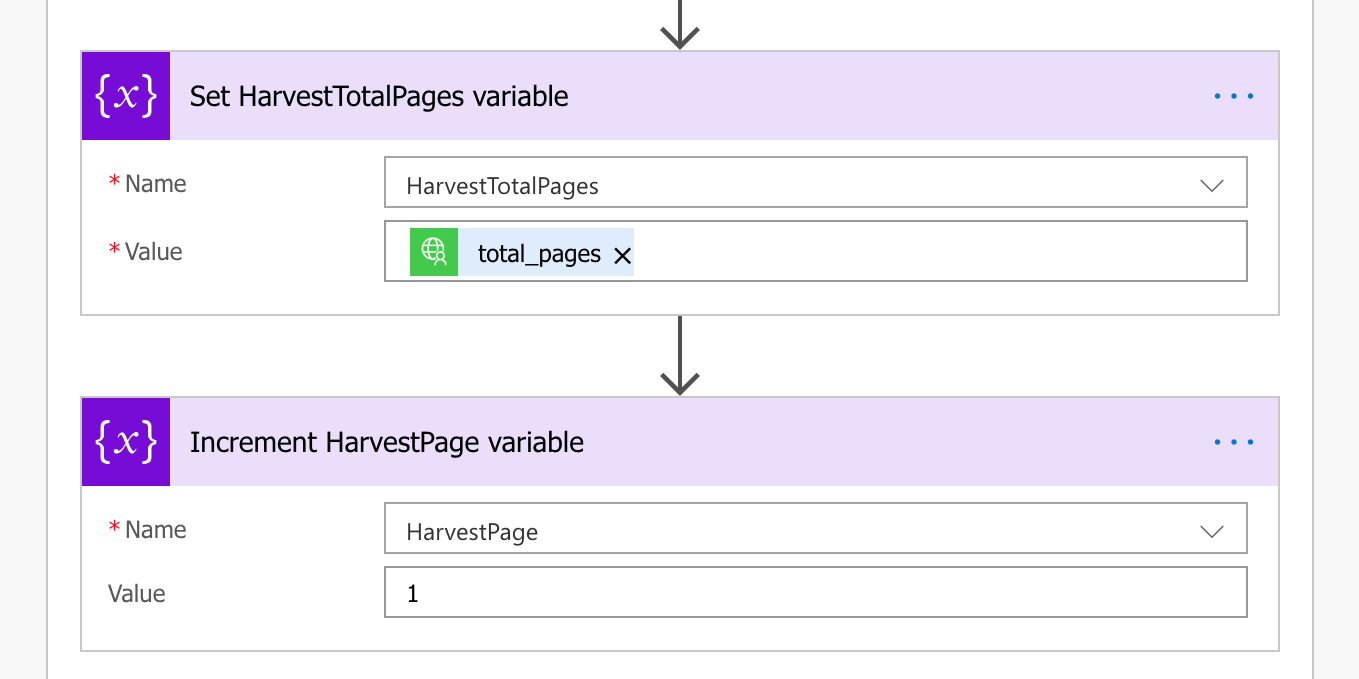 {x} Set HarvestTotalPages variable ...
* Name HarvestTotalPages
* Value total_pages ×
{x} Increment HarvestPage variable ...
* Name HarvestPage
Value 1